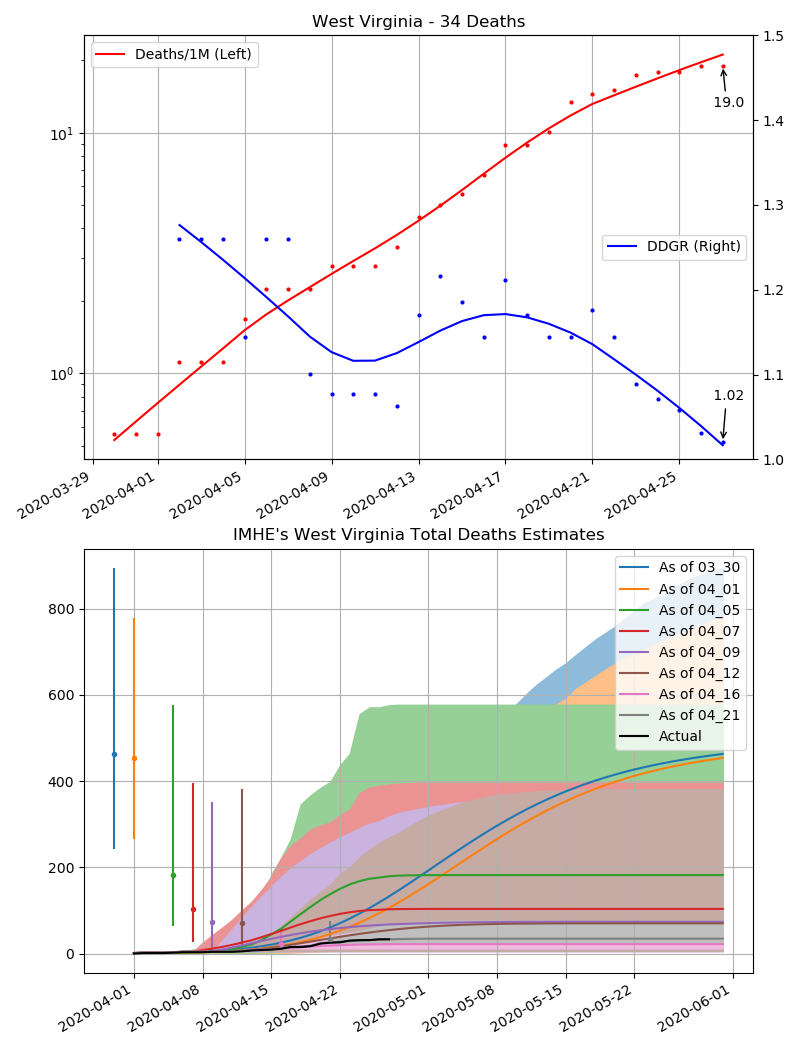 West Virginia - 34 Deaths
Deaths/1M (Left)
DDGR (Right)
19.0
1.02
10^1
10^0
1.5
1.4
1.3
1.2
1.1
1.0
2020-03-29
2020-04-01
2020-04-05
2020-04-09
2020-04-13
2020-04-17
2020-04-21
2020-04-25
IMHE's West Virginia Total Deaths Estimates
As of 03_30
As of 04_01
As of 04_05
As of 04_07
As of 04_09
As of 04_12
As of 04_16
As of 04_21
Actual
800
600
400
200
0
2020-04-01
2020-04-08
2020-04-15
2020-04-22
2020-05-01
2020-05-08
2020-05-15
2020-05-22
2020-06-01